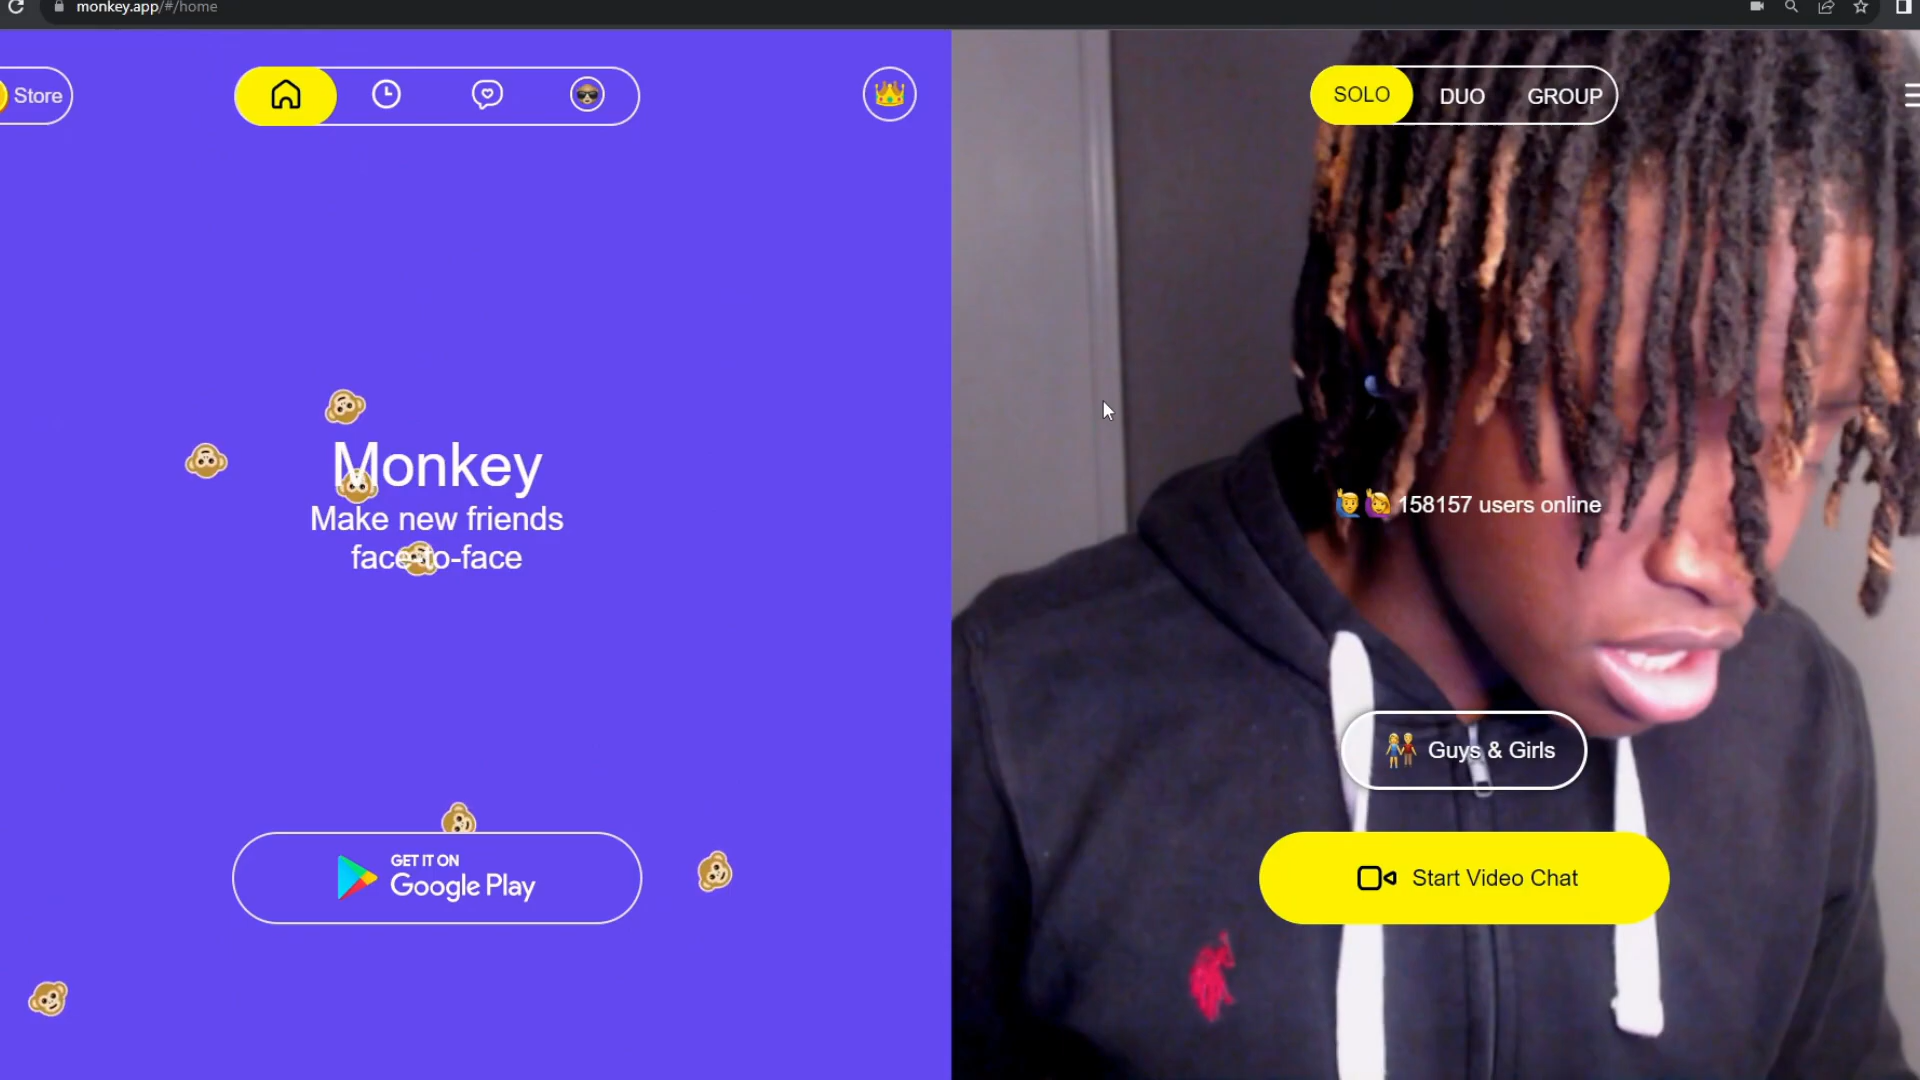 monkey.app/#/home
Store
SOLO
DUO
GROUP
Monkey
Make new friends
face-to-face
158157 users online
Guys & Girls
GET IT ON
Google Play
Start Video Chat